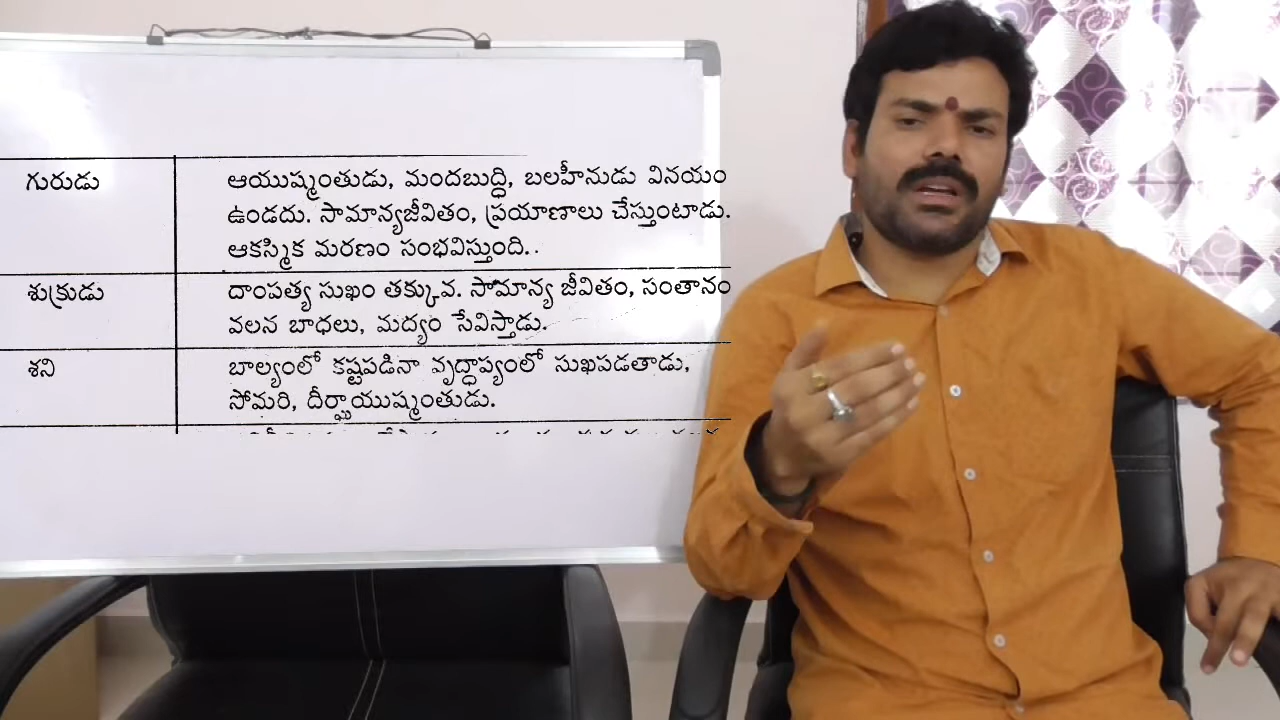 గురుడు ఆయుష్మంతుడు, మందబుద్ధి, బలహీనుడు వినయం
ఉండదు. సామాన్యజీవితం, ప్రయాణాలు చేస్తుంటాడు.
ఆకస్మిక మరణం సంభవిస్తుంది..
శుక్రుడు దాంపత్య సుఖం తక్కువ. సామాన్య జీవితం, సంతానం
వలన బాధలు, మద్యం సేవిస్తాడు.
శని బాల్యంలో కష్టపడినా వృద్ధాప్యంలో సుఖపడతాడు,
సోమరి, దీర్ఘాయుష్మంతుడు.